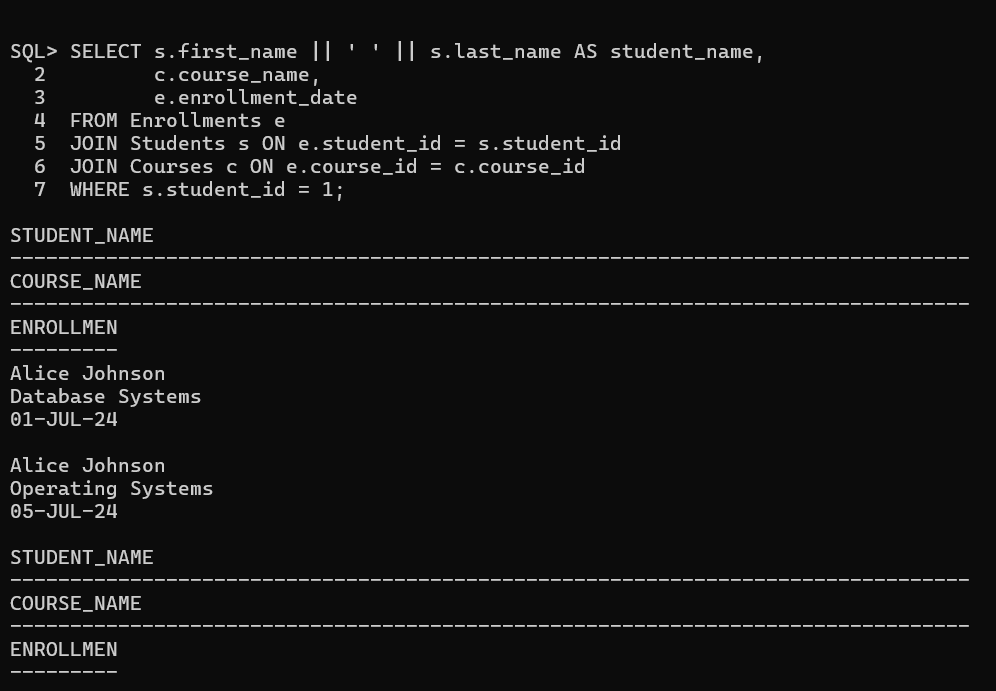 SQL> SELECT s.first_name || ' ' || s.last_name AS student_name,
  2         c.course_name,
  3         e.enrollment_date
  4  FROM Enrollments e
  5  JOIN Students s ON e.student_id = s.student_id
  6  JOIN Courses c ON e.course_id = c.course_id
  7  WHERE s.student_id = 1;

STUDENT_NAME
--------------------------------------------------------------------------------
COURSE_NAME
--------------------------------------------------------------------------------
ENROLLMEN
---------
Alice Johnson
Database Systems
01-JUL-24

Alice Johnson
Operating Systems
05-JUL-24

STUDENT_NAME
--------------------------------------------------------------------------------
COURSE_NAME
--------------------------------------------------------------------------------
ENROLLMEN
---------